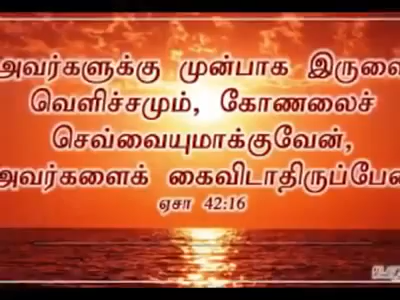 அவர்களுக்கு முன்பாக இருளை
வெளிச்சமும், கோணலைச்
செவ்வையுமாக்குவேன்,
அவர்களைக் கைவிடாதிருப்பேன்
ஏசா 42:16